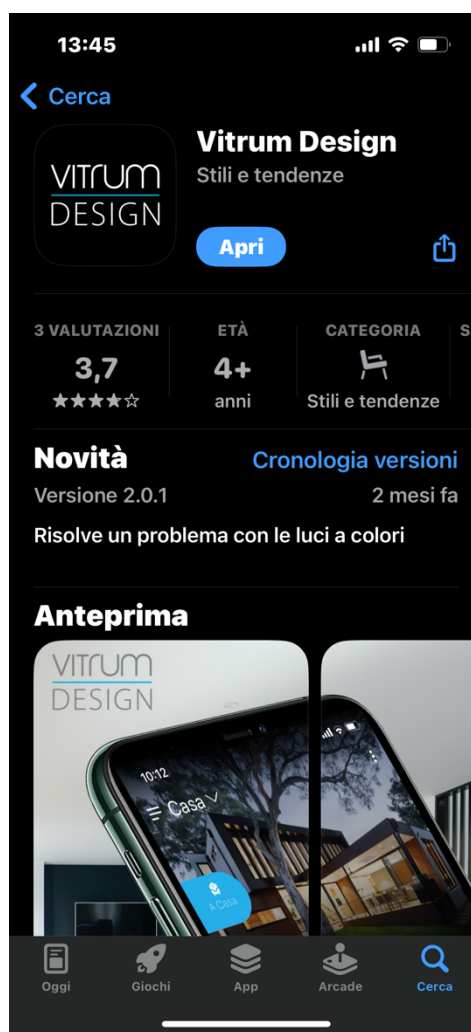 13:45
Cerca
VITrUM
DESIGN
Vitrum Design
Stili e tendenze
Apri
3 VALUTAZIONI
ETÀ
CATEGORIA
S
3,7
4+
anni
Stili e tendenze
Novità
Cronologia versioni
Versione 2.0.1
2 mesi fa
Risolve un problema con le luci a colori
Anteprima
VITrUM
DESIGN
10:12
Casa
A Casa
Oggi
Giochi
App
Arcade
Cerca